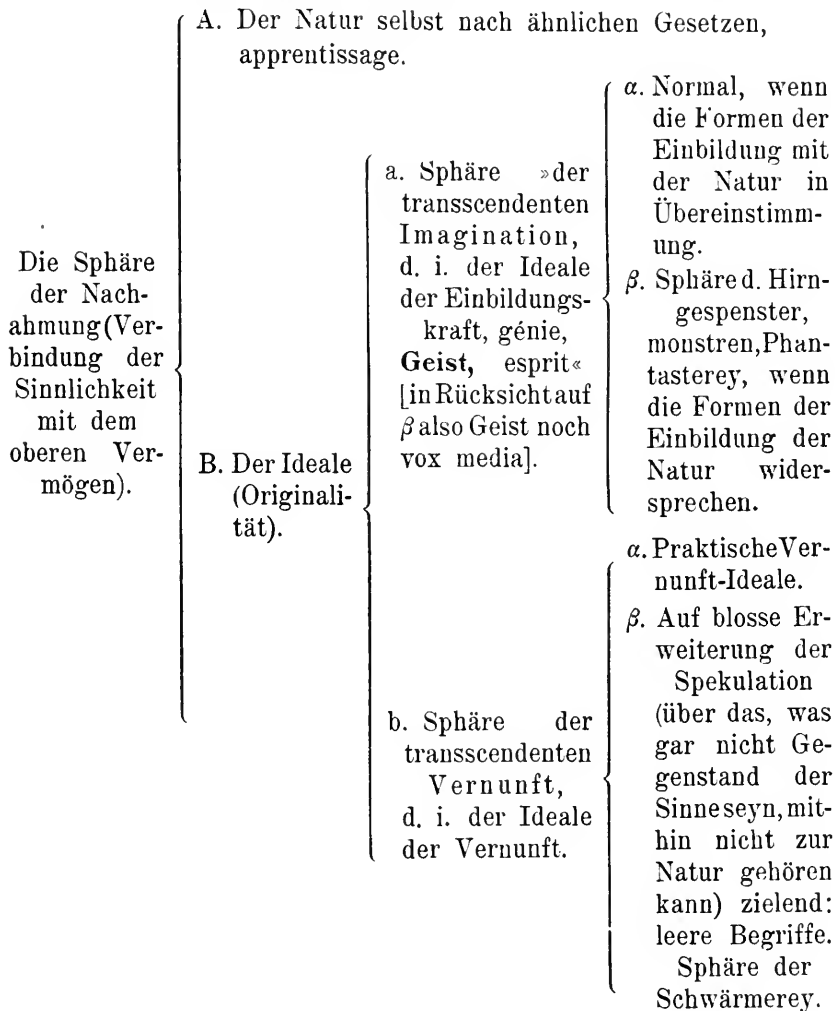 Die Sphäre
der Nach-
ahmung (Ver-
bindung der
Sinnlichkeit
mit dem
oberen Ver-
mögen).
A. Der Natur selbst nach ähnlichen Gesetzen,
apprentissage.
B. Der Ideale
(Originali-
tät).
a. Sphäre »der
transscendenten
Imagination,
d. i. der Ideale
der Einbildungs-
kraft, génie,
Geist, esprit«
[in Rücksicht auf
β also Geist noch
vox media].
α. Normal, wenn
die Formen der
Einbildung mit
der Natur in
Übereinstimm-
ung.
β. Sphäre d. Hirn-
gespenster,
monstren, Phan-
tasterey, wenn
die Formen der
Einbildung der
Natur wider-
sprechen.
b. Sphäre der
transscendenten
Vernunft,
d. i. der Ideale
der Vernunft.
α. Praktische Ver-
nunft-Ideale.
β. Auf blosse Er-
weiterung der
Spekulation
(über das, was
gar nicht Ge-
genstand der
Sinne seyn, mit-
hin nicht zur
Natur gehören
kann) zielend:
leere Begriffe.
Sphäre der
Schwärmerey.